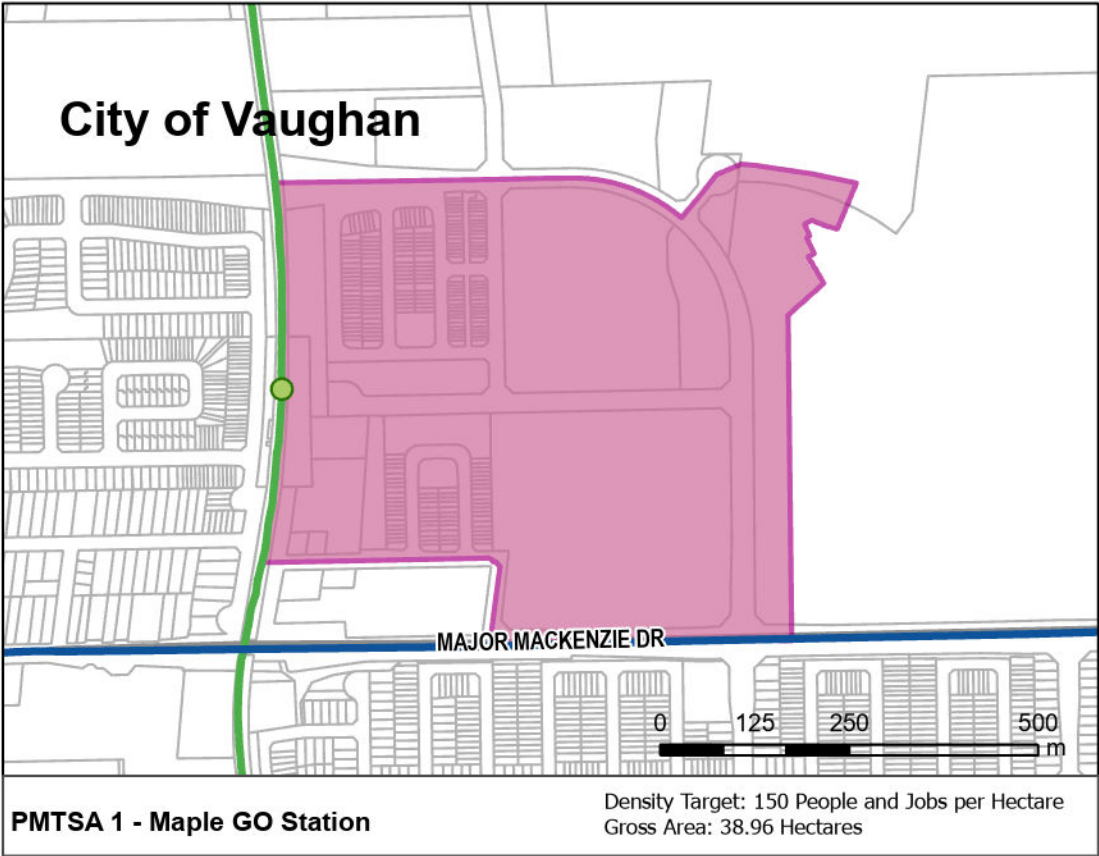 City of Vaughan
MAJOR MACKENZIE DR
0 125 250 500
m
PMTSA 1 - Maple GO Station
Density Target: 150 People and Jobs per Hectare
Gross Area: 38.96 Hectares